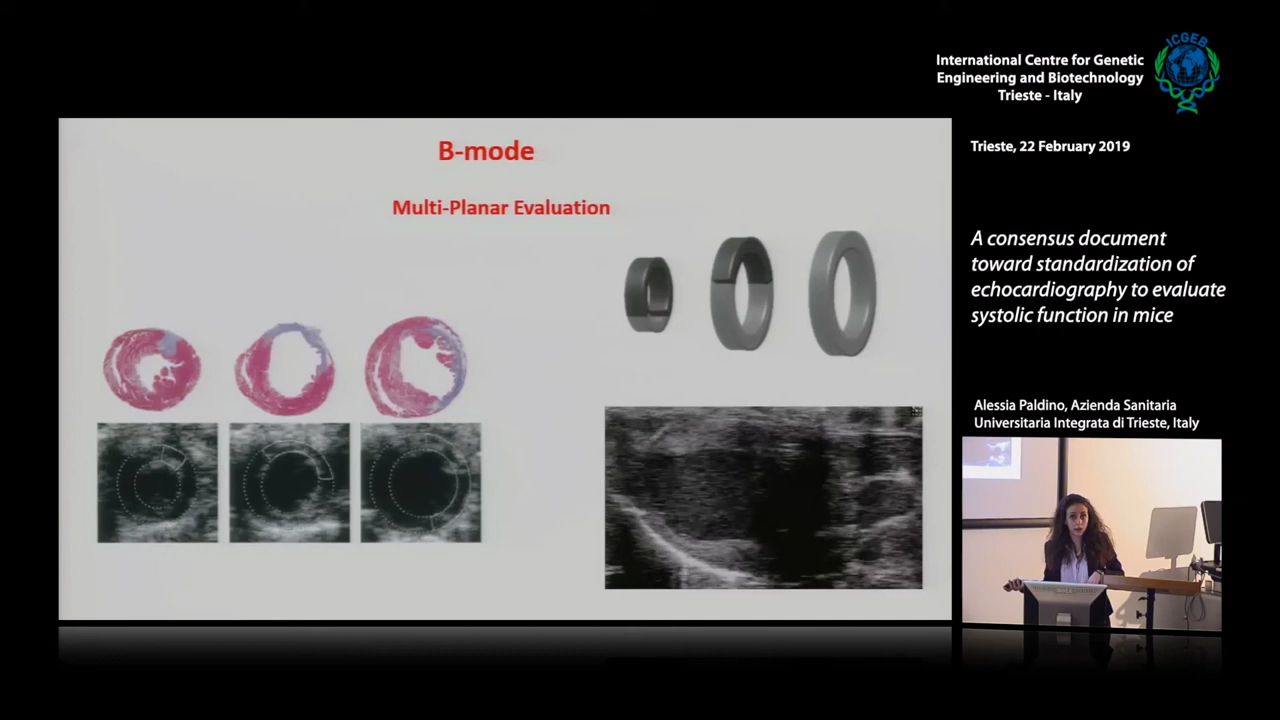 ICGEB
International Centre for Genetic
Engineering and Biotechnology
Trieste - Italy
Trieste, 22 February 2019
B-mode
Multi-Planar Evaluation
A consensus document
toward standardization of
echocardiography to evaluate
systolic function in mice
Alessia Paldino, Azienda Sanitaria
Universitaria Integrata di Trieste, Italy